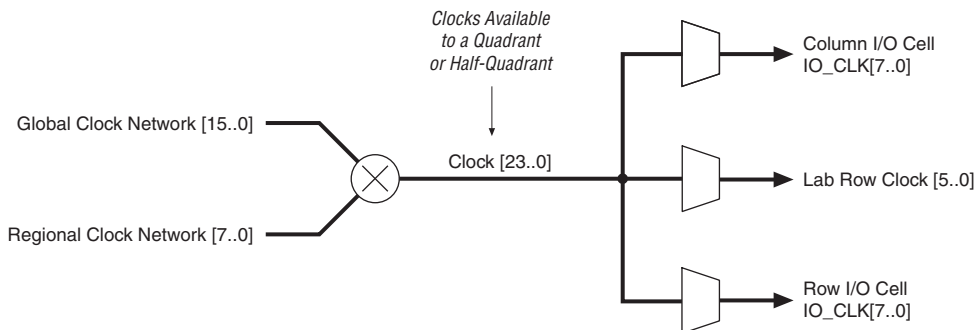 Clocks Available
to a Quadrant
or Half-Quadrant
Column I/O Cell
IO_CLK[7..0]
Global Clock Network [15..0]
Clock [23..0]
Lab Row Clock [5..0]
Regional Clock Network [7..0]
Row I/O Cell
IO_CLK[7..0]